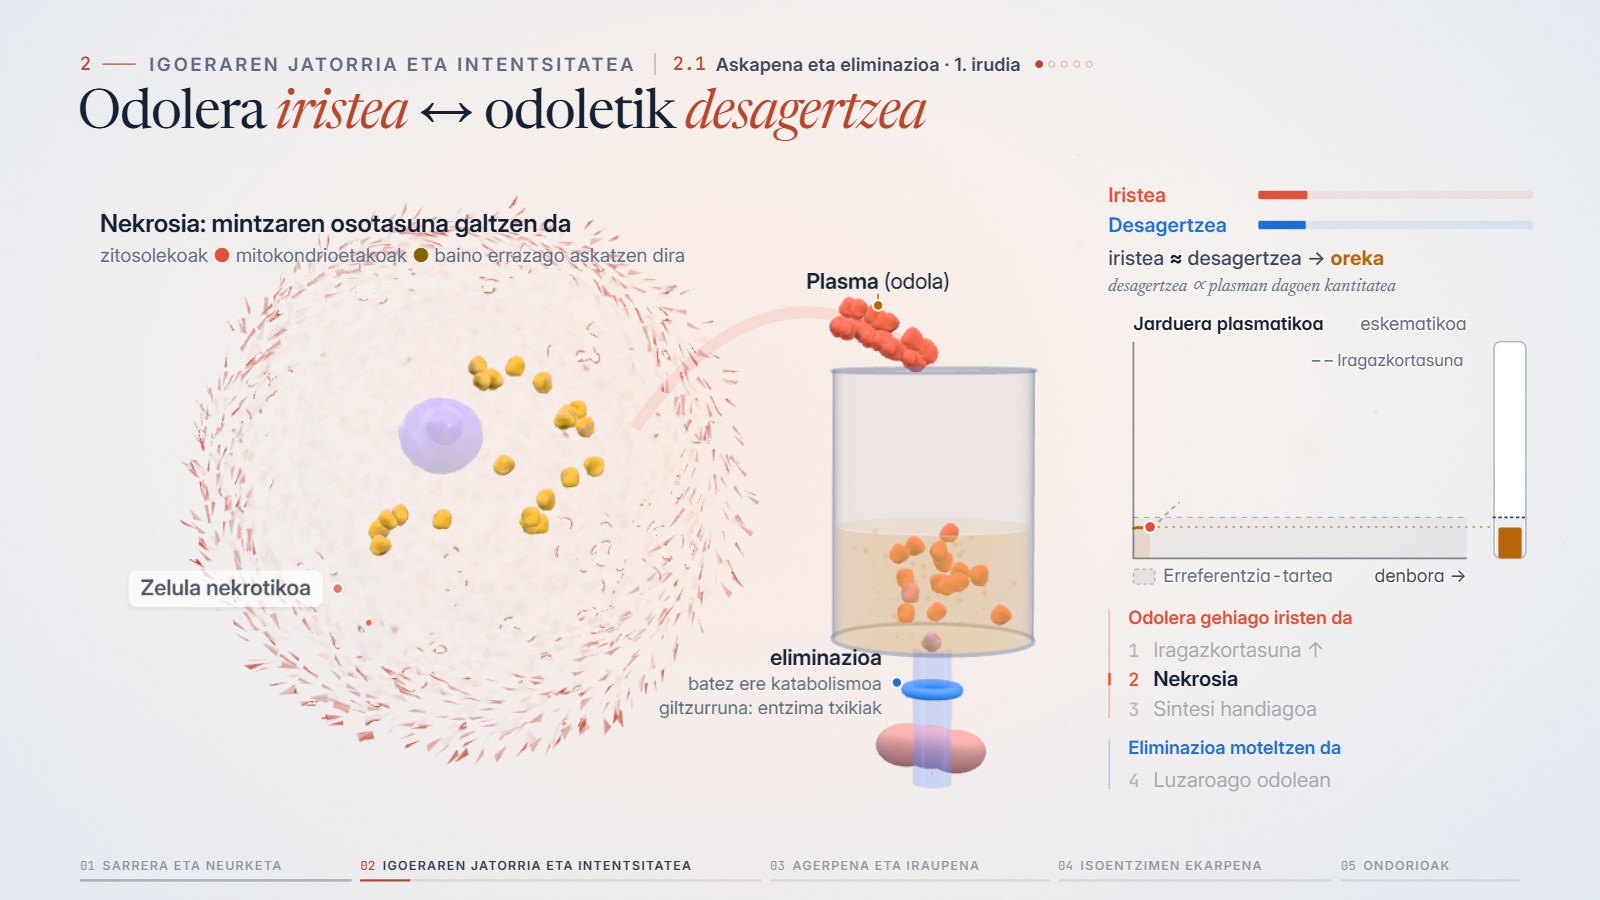 2 — IGOERAREN JATORRIA ETA INTENTSITATEA | 2.1 Askapena eta eliminazioa · 1. irudia
Odolera iristea ↔ odoletik desagertzea
Nekrosia: mintzaren osotasuna galtzen da
zitosolekoak mitokondrioetakoak baino errazago askatzen dira
Plasma (odola)
Zelula nekrotikoa
eliminazioa
batez ere katabolismoa
giltzurruna: entzima txikiak
Iristea
Desagertzea
iristea ≈ desagertzea → oreka
desagertzea ∝ plasman dagoen kantitatea
Jarduera plasmatikoa eskematikoa
-- Iragazkortasuna
Erreferentzia-tartea denbora →
Odolera gehiago iristen da
1 Iragazkortasuna ↑
2 Nekrosia
3 Sintesi handiagoa
Eliminazioa moteltzen da
4 Luzaroago odolean
01 SARRERA ETA NEURKETA 02 IGOERAREN JATORRIA ETA INTENTSITATEA 03 AGERPENA ETA IRAUPENA 04 ISOENTZIMEN EKARPENA 05 ONDORIOAK